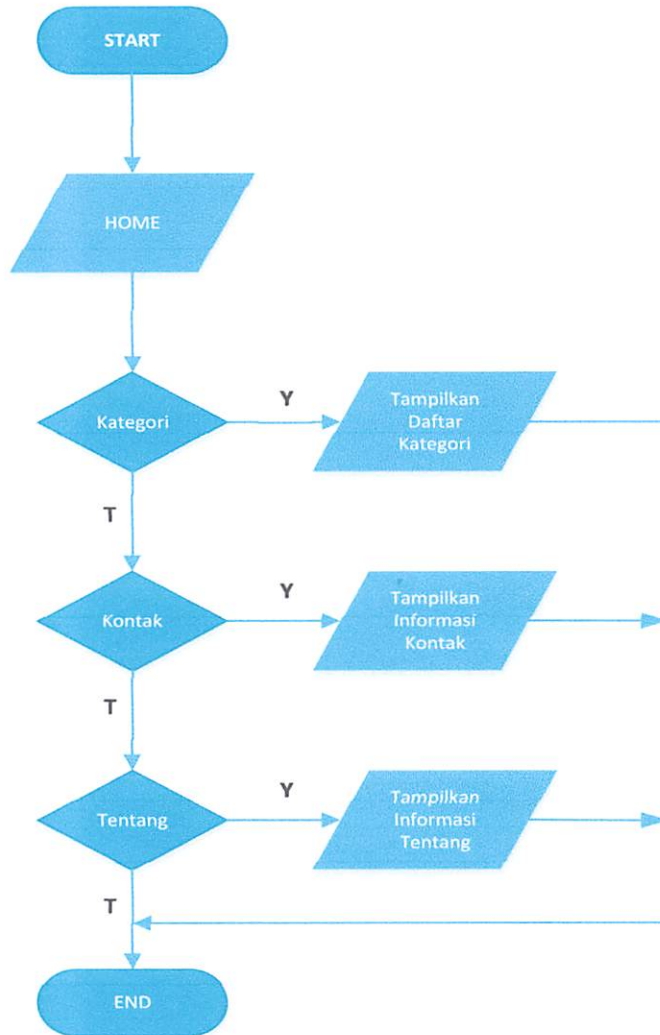 START
HOME
Kategori
Y
Tampilkan
Daftar
Kategori
T
Kontak
Y
Tampilkan
Informasi
Kontak
T
Tentang
Y
Tampilkan
Informasi
Tentang
T
END